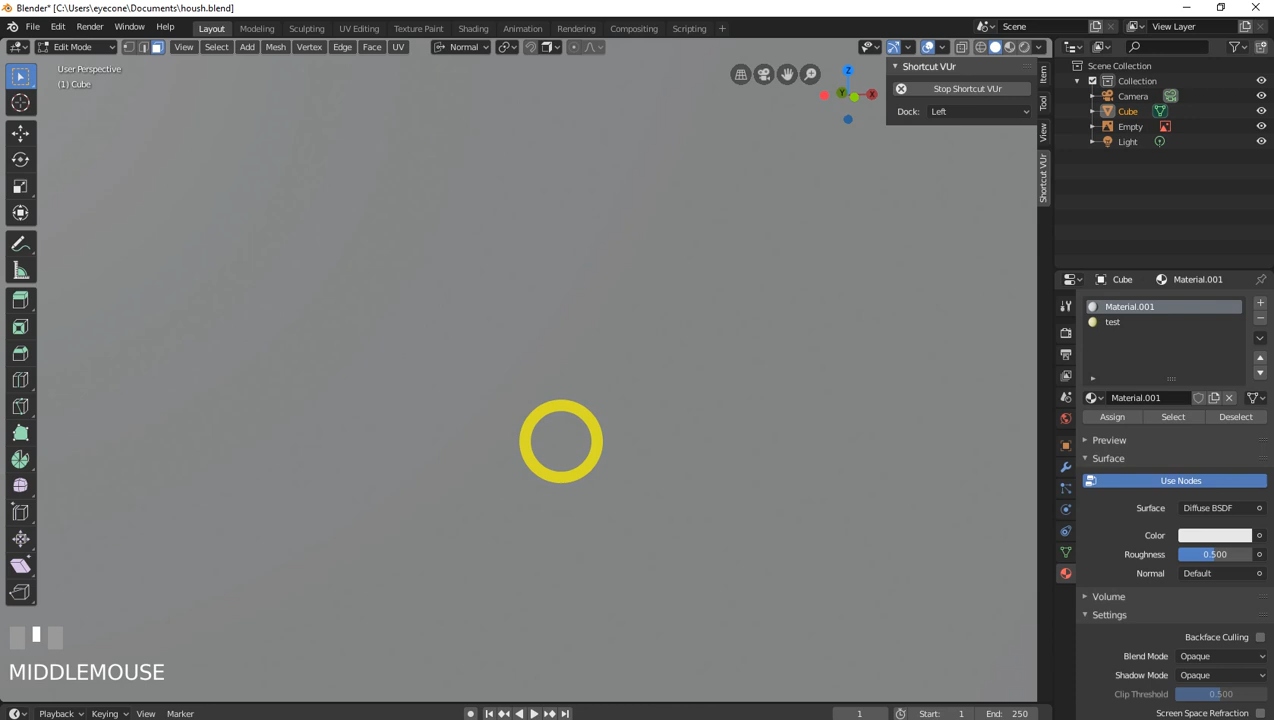 Blender* [C:\Users\eyecone\Documents\housh.blend]
File Edit Render Window Help Layout Modeling Sculpting UV Editing Texture Paint Shading Animation Rendering Compositing Scripting + Scene View Layer
Edit Mode View Select Add Mesh Vertex Edge Face UV Normal
User Perspective
(1) Cube
Z
Y
X
Shortcut VUr
Stop Shortcut VUr
Dock: Left
Item
Tool
View
Shortcut VUr
Scene Collection
Collection
Camera
Cube
Empty
Light
Cube Material.001
Material.001
test
Material.001
Assign Select Deselect
Preview
Surface
Use Nodes
Surface Diffuse BSDF
Color
Roughness 0.500
Normal Default
Volume
Settings
Backface Culling
Blend Mode Opaque
Shadow Mode Opaque
Clip Threshold 0.500
Screen Space Refraction
MIDDLEMOUSE
Playback Keying View Marker 1 Start: 1 End: 250